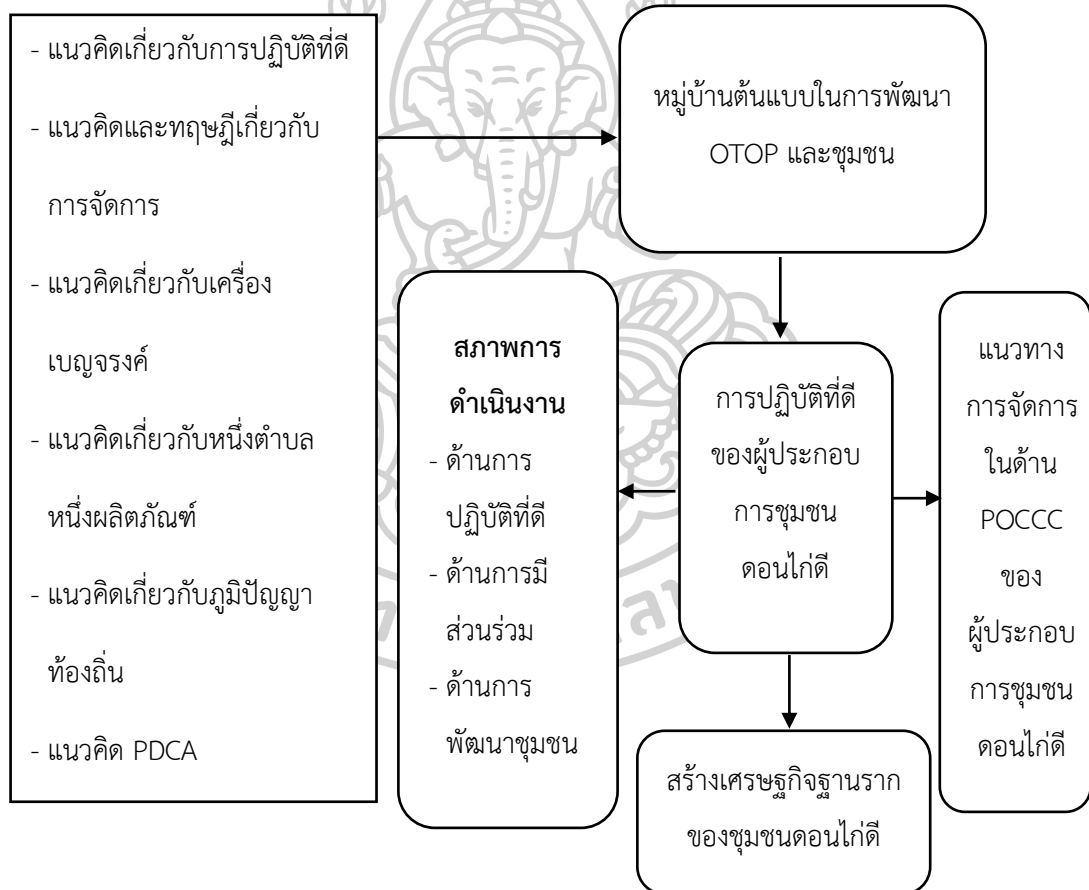 - แนวคิดเกี่ยวกับการปฏิบัติที่ดี
- แนวคิดและทฤษฎีเกี่ยวกับ
การจัดการ
- แนวคิดเกี่ยวกับเครื่อง
เบญจรงค์
- แนวคิดเกี่ยวกับหนึ่งตำบล
หนึ่งผลิตภัณฑ์
- แนวคิดเกี่ยวกับภูมิปัญญา
ท้องถิ่น
- แนวคิด PDCA
หมู่บ้านต้นแบบในการพัฒนา
OTOP และชุมชน
สภาพการ
ดำเนินงาน
- ด้านการ
ปฏิบัติที่ดี
- ด้านการมี
ส่วนร่วม
- ด้านการ
พัฒนาชุมชน
การปฏิบัติที่ดี
ของผู้ประกอบ
การชุมชน
ดอนไก่ดี
แนวทาง
การจัดการ
ในด้าน
POCCC
ของ
ผู้ประกอบ
การชุมชน
ดอนไก่ดี
สร้างเศรษฐกิจฐานราก
ของชุมชนดอนไก่ดี